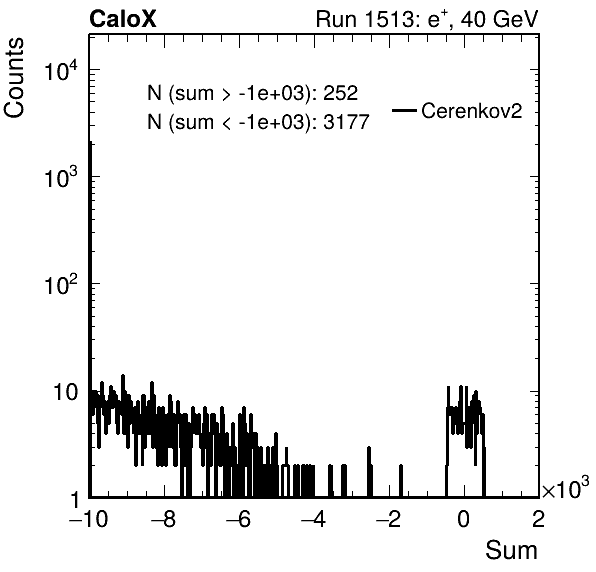 CaloX Run 1513: e⁺, 40 GeV
Counts
N (sum > -1e+03): 252
N (sum < -1e+03): 3177
Cerenkov2
10⁴
10³
10²
10
1
−10 −8 −6 −4 −2 0 2
×10³
Sum